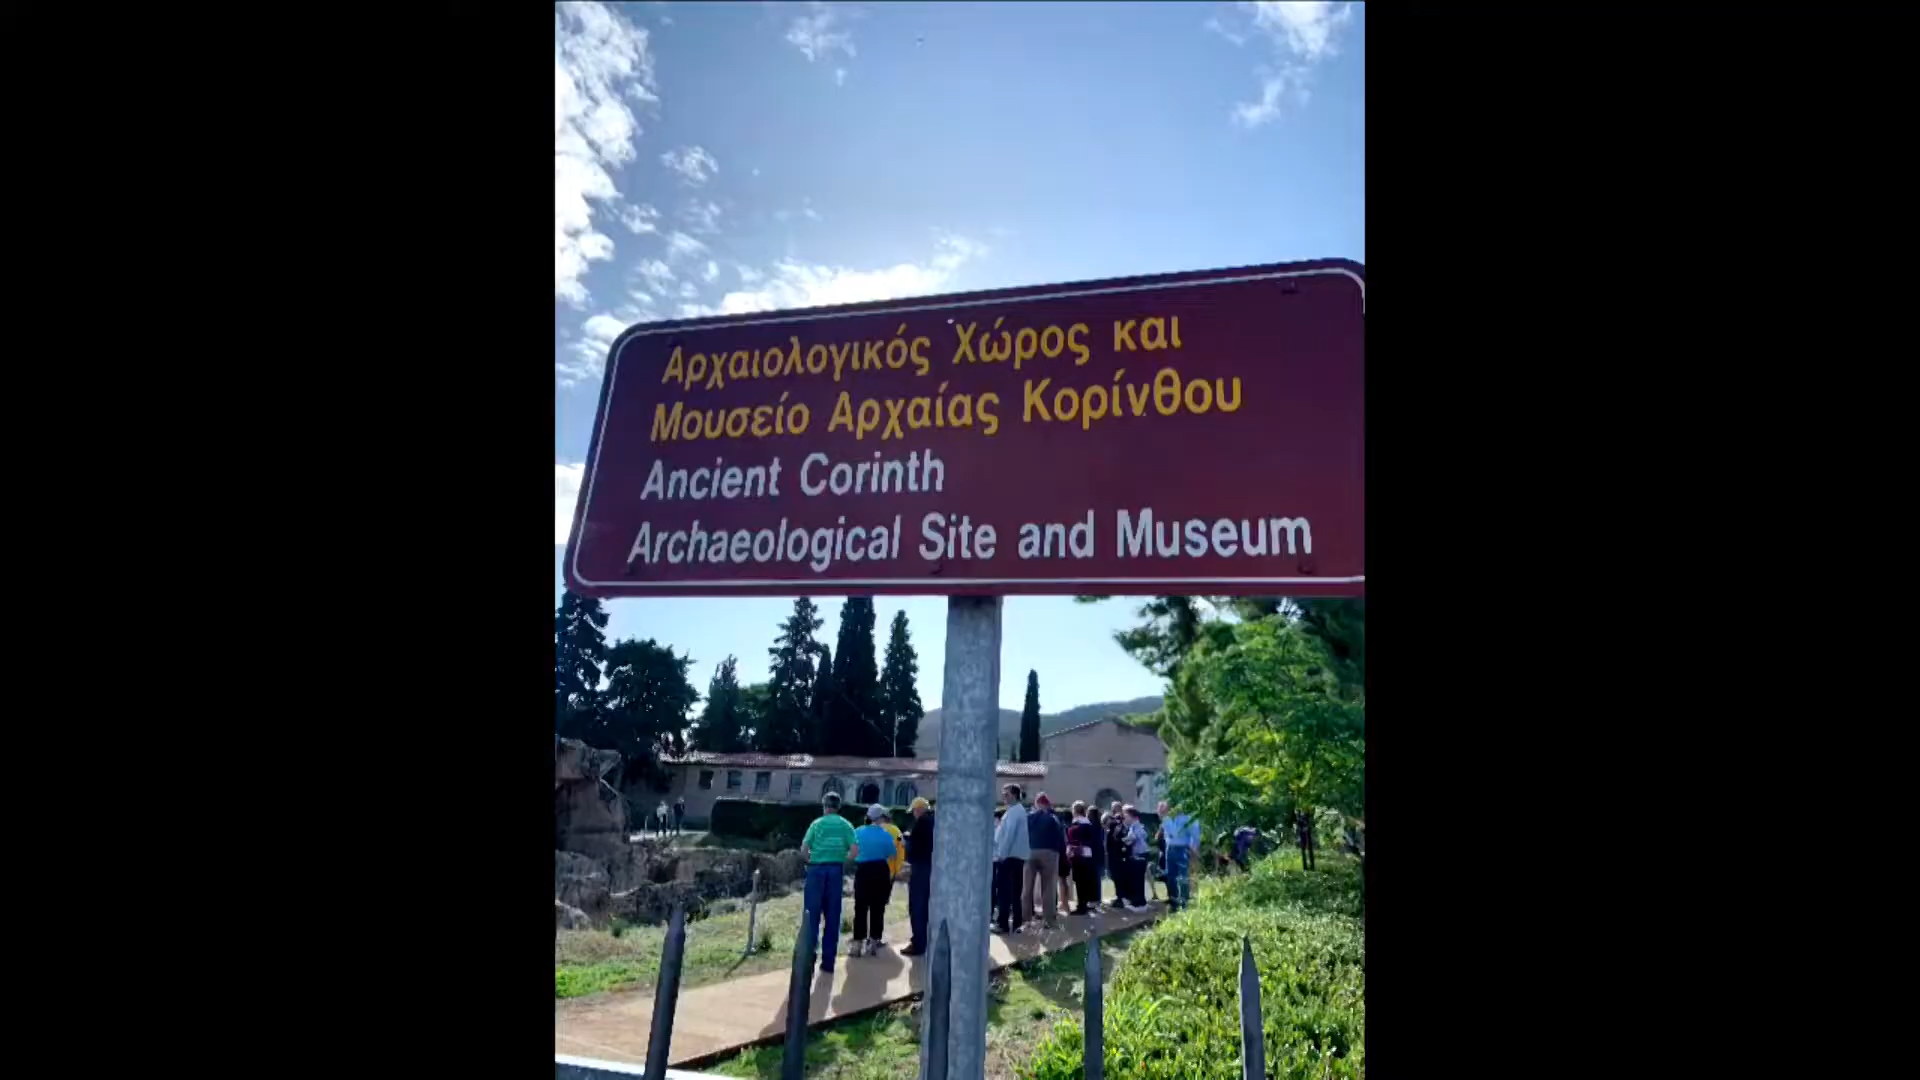 Αρχαιολογικός Χώρος και
Μουσείο Αρχαίας Κορίνθου
Ancient Corinth
Archaeological Site and Museum